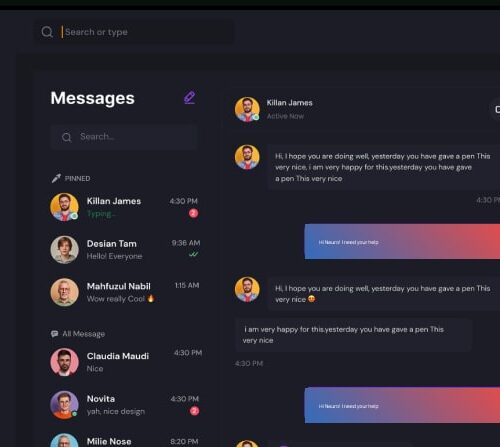 Search or type
Messages
Search...
PINNED
Killan James 4:30 PM
Typing... 2
Desian Tam 9:36 AM
Hello! Everyone
Mahfuzul Nabil 1:15 AM
Wow really Cool 🔥
All Message
Claudia Maudi 4:30 PM
Nice
Novita 4:30 PM
yah, nice design 2
Milie Nose 8:20 PM
Killan James
Active Now
Hi, I hope you are doing well, yesterday you have gave a pen This
very nice, i am very happy for this.yesterday you have gave
a pen This very nice
4:30 PM
Hi Neuro! I need your help
Hi, I hope you are doing well, yesterday you have gave a pen This
very nice 😍
i am very happy for this.yesterday you have gave a pen This
very nice
4:30 PM
Hi Neuro! I need your help